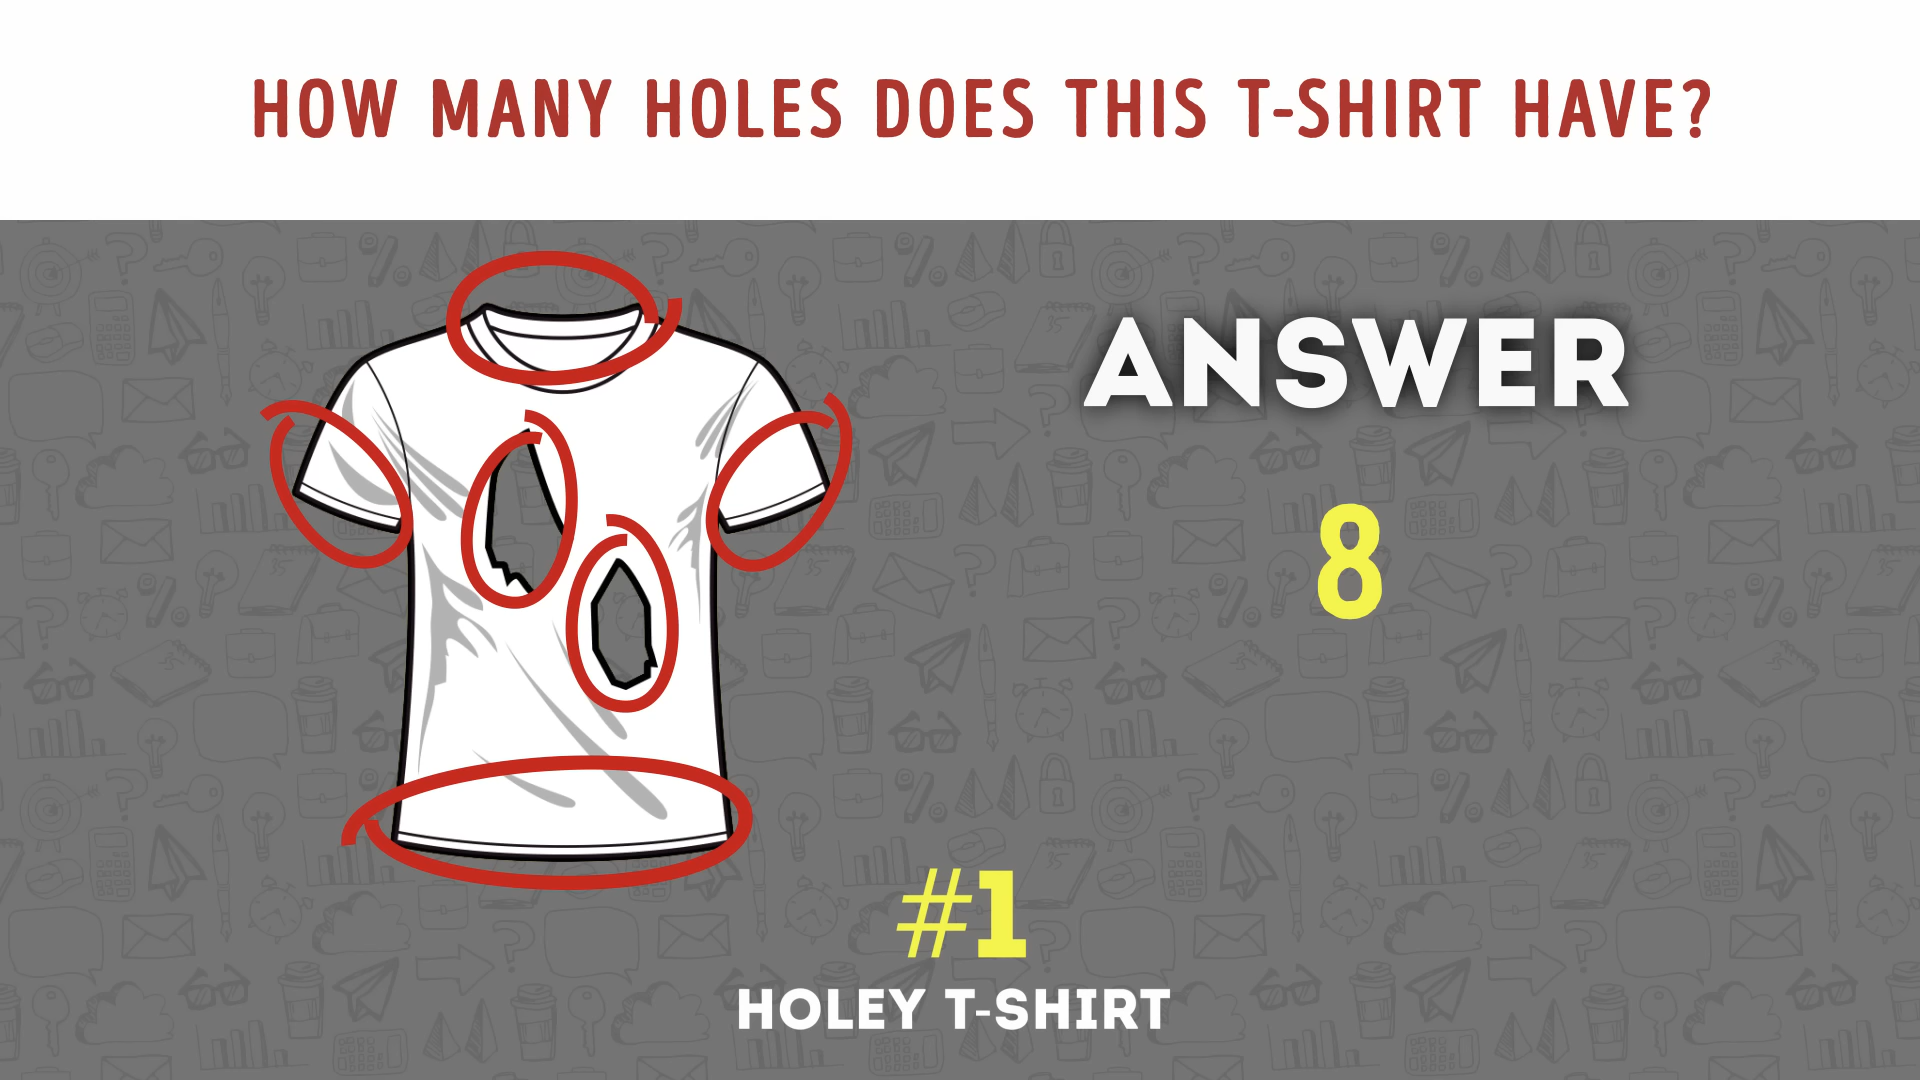 HOW MANY HOLES DOES THIS T-SHIRT HAVE?
ANSWER
8
#1
HOLEY T-SHIRT